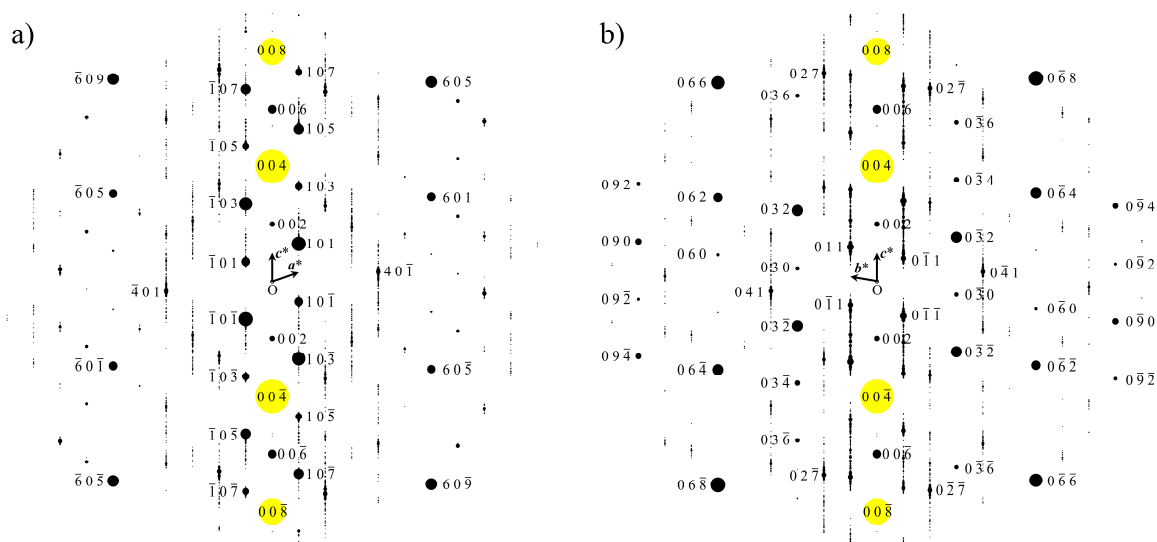 a)
0 0 8
1 0 7
6̄ 0 9
6 0 5
1̄ 0 7
0 0 6
1 0 5
1̄ 0 5
0 0 4
1 0 3
6̄ 0 5
6 0 1
1̄ 0 3
0 0 2
1 0 1
c*
1̄ 0 1
a*
O
4 0 1̄
4̄ 0 1
1 0 1̄
1̄ 0 1̄
0 0 2
1 0 3̄
6̄ 0 1̄
6 0 5̄
1̄ 0 3̄
0 0 4̄
1 0 5̄
1̄ 0 5̄
0 0 6̄
1 0 7̄
6̄ 0 5̄
6 0 9̄
1̄ 0 7̄
0 0 8̄
b)
0 0 8
0 2 7
0 6̄ 8
0 6 6
0 2 7̄
0 3 6
0 0 6
0 3̄ 6
0 0 4
0 3̄ 4
0 9 2
0 6̄ 4
0 6 2
0 9̄ 4
0 3 2
0 0 2
0 3̄ 2
0 9 0
0 1 1
0 6 0
c*
0 1̄ 1
0 9̄ 2
0 3 0
b*
0 4̄ 1
O
0 4 1
0 3̄ 0
0 9 2̄
0 1̄ 1
0 6̄ 0
0 1̄ 1̄
0 9̄ 0
0 3 2̄
0 0 2
0 3̄ 2̄
0 9 4̄
0 6̄ 2̄
0 6 4̄
0 9̄ 2̄
0 3 4̄
0 0 4̄
0 3 6̄
0 0 6̄
0 3̄ 6
0 2 7̄
0 6̄ 6̄
0 6 8̄
0 2̄ 7̄
0 0 8̄